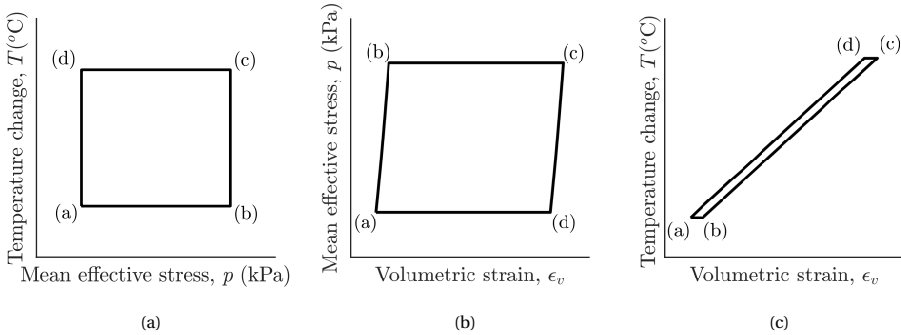 Temperature change, T(°C)
(d)
(c)
(a)
(b)
Mean effective stress, p (kPa)
(a)
Mean effective stress, p (kPa)
(b)
(c)
(a)
(d)
Volumetric strain, ϵᵥ
(b)
Temperature change, T(°C)
(d)
(c)
(a)
(b)
Volumetric strain, ϵᵥ
(c)